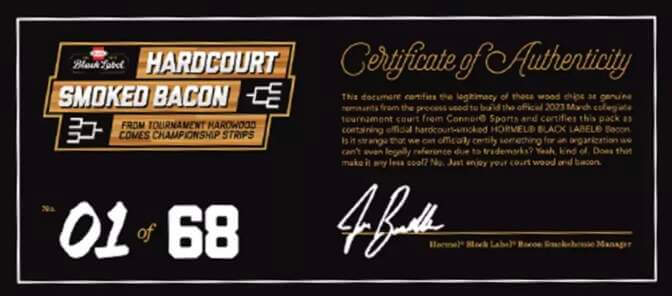 Black Label
HARDCOURT
SMOKED BACON
FROM TOURNAMENT HARDWOOD
COMES CHAMPIONSHIP STRIPS
No. 01 of 68
Certificate of Authenticity
This document certifies the legitimacy of these wood chips as genuine
remnants from the process used to build the official 2023 March collegiate
tournament court from Connor® Sports and certifies this pack as
containing official hardcourt-smoked HORMEL® BLACK LABEL® Bacon.
Is it strange that we can officially certify something for an organization we
can't even legally reference due to trademarks? Yeah, kind of. Does that
make it any less cool? No. Just enjoy your court wood and bacon.
Hormel® Black Label® Bacon Smokehouse Manager